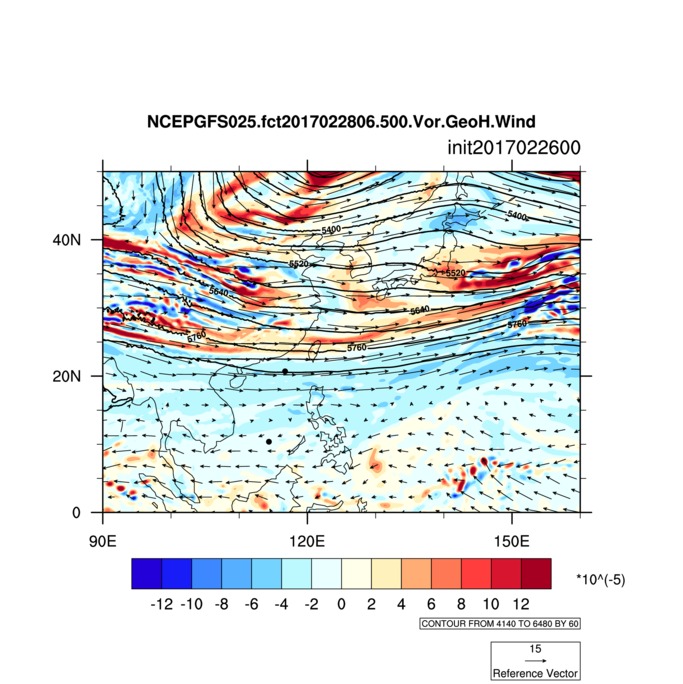 NCEPGFS025.fct2017022806.500.Vor.GeoH.Wind
init2017022600
5400
5400
40N
5520
5520
5640
5640
5760
5760
5760
20N
0
90E 120E 150E
*10^(-5)
-12 -10 -8 -6 -4 -2 0 2 4 6 8 10 12
CONTOUR FROM 4140 TO 6480 BY 60
15
Reference Vector